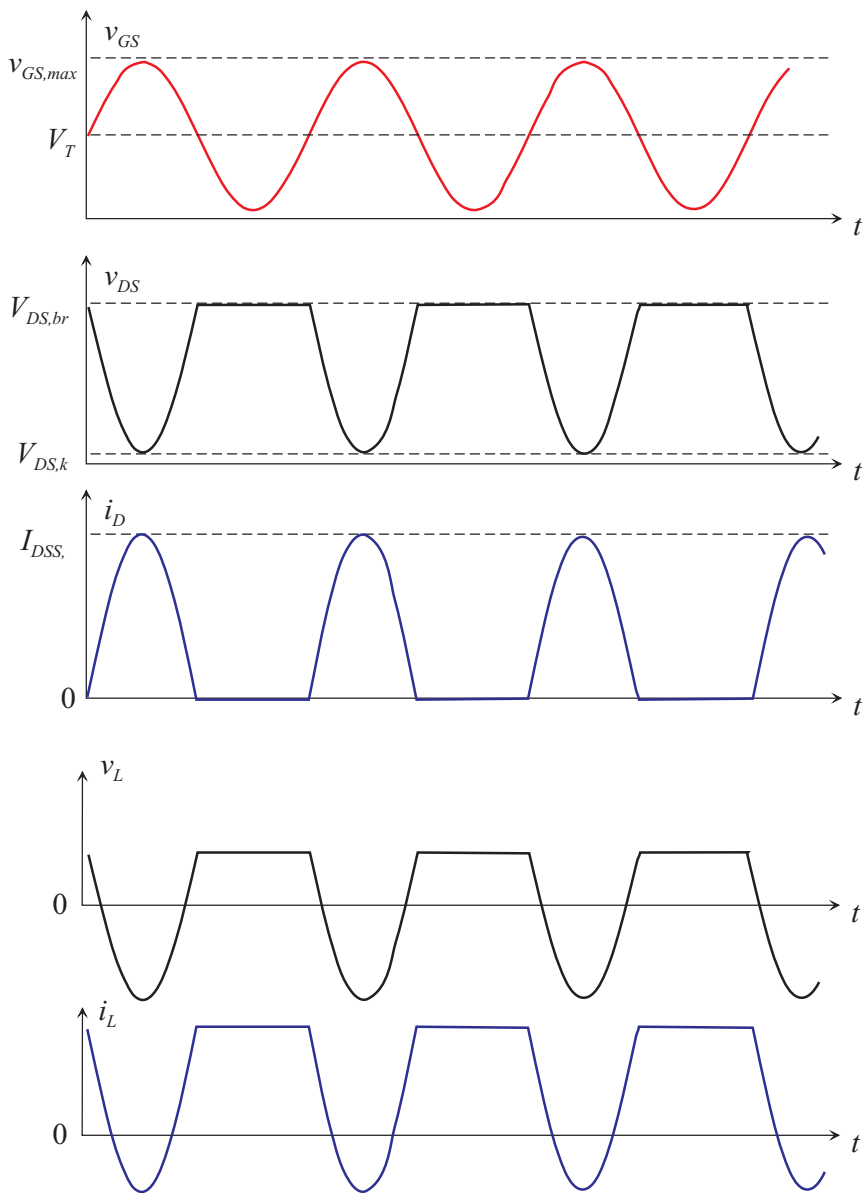 v_GS
v_GS,max
V_T
t
v_DS
V_DS,br
V_DS,k
t
i_D
I_DSS,
0
t
v_L
0
t
i_L
0
t